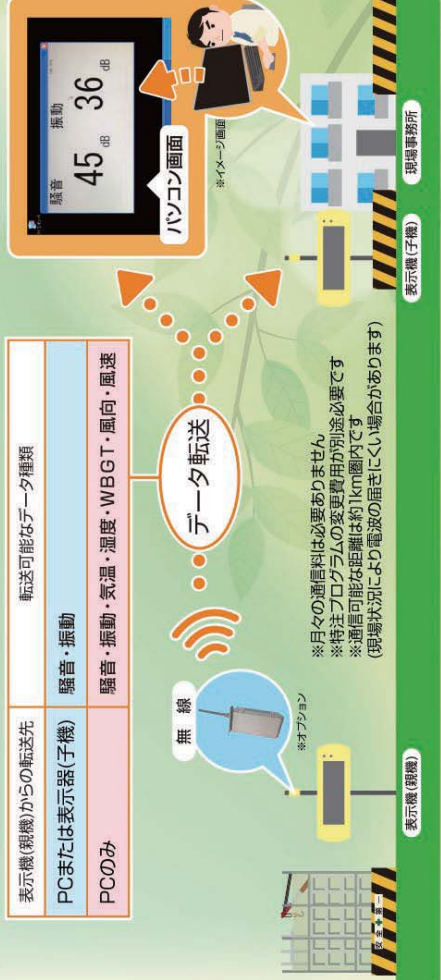 表示機(親機)からの転送先
転送可能なデータ種類
PCまたは表示器(子機)
騒音・振動
PCのみ
騒音・振動・気温・湿度・WBGT・風向・風速
騒音
振動
45 dB
36 dB
パソコン画面
※イメージ画面
データ転送
無線
※オプション
※月々の通信料は必要ありません
※特注プログラムの変更費用が別途必要です
※通信可能な距離は約1km圏内です
(現場状況により電波の届きにくい場合があります)
安全第一
表示機(親機)
表示機(子機)
現場事務所